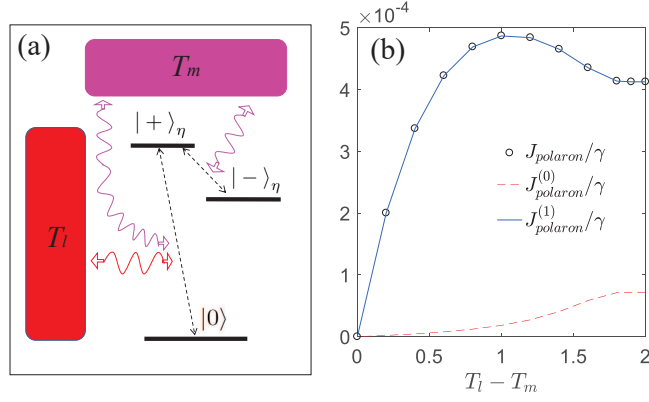 (a)
T_m
|+⟩_η
|−⟩_η
T_l
|0⟩
(b)
×10^-4
5
4
3
2
1
0
0
0.5
1
1.5
2
T_l − T_m
J_polaron/γ
J^(0)_polaron/γ
J^(1)_polaron/γ